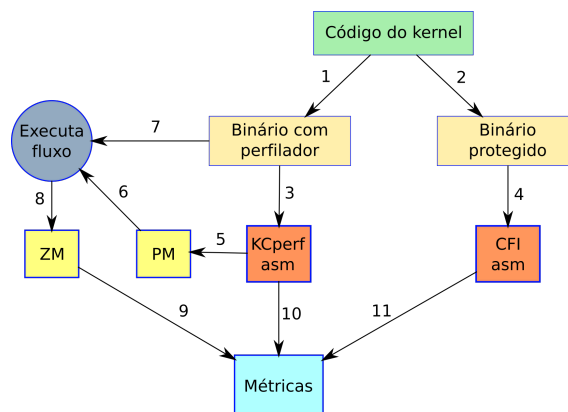 Código do kernel
1
2
Executa
fluxo
7
Binário com
perfilador
Binário
protegido
8
6
3
4
ZM
PM
5
KCperf
asm
CFI
asm
9
10
11
Métricas